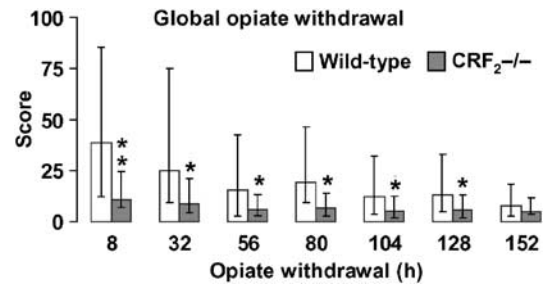 Global opiate withdrawal
100
75
50
25
0
Score
Wild-type CRF₂−/−
* *
*
*
*
*
*
8 32 56 80 104 128 152
Opiate withdrawal (h)